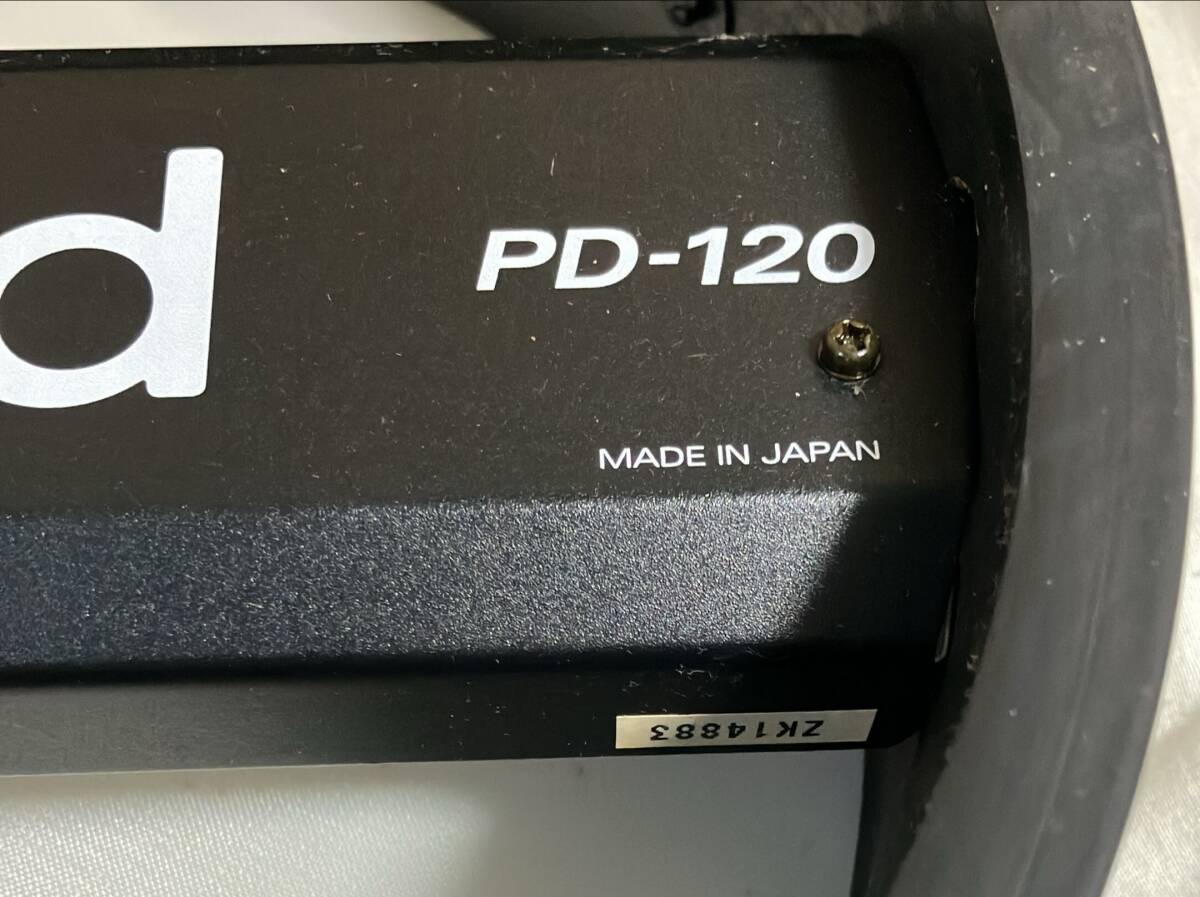 d
PD-120
MADE IN JAPAN
ZK14883